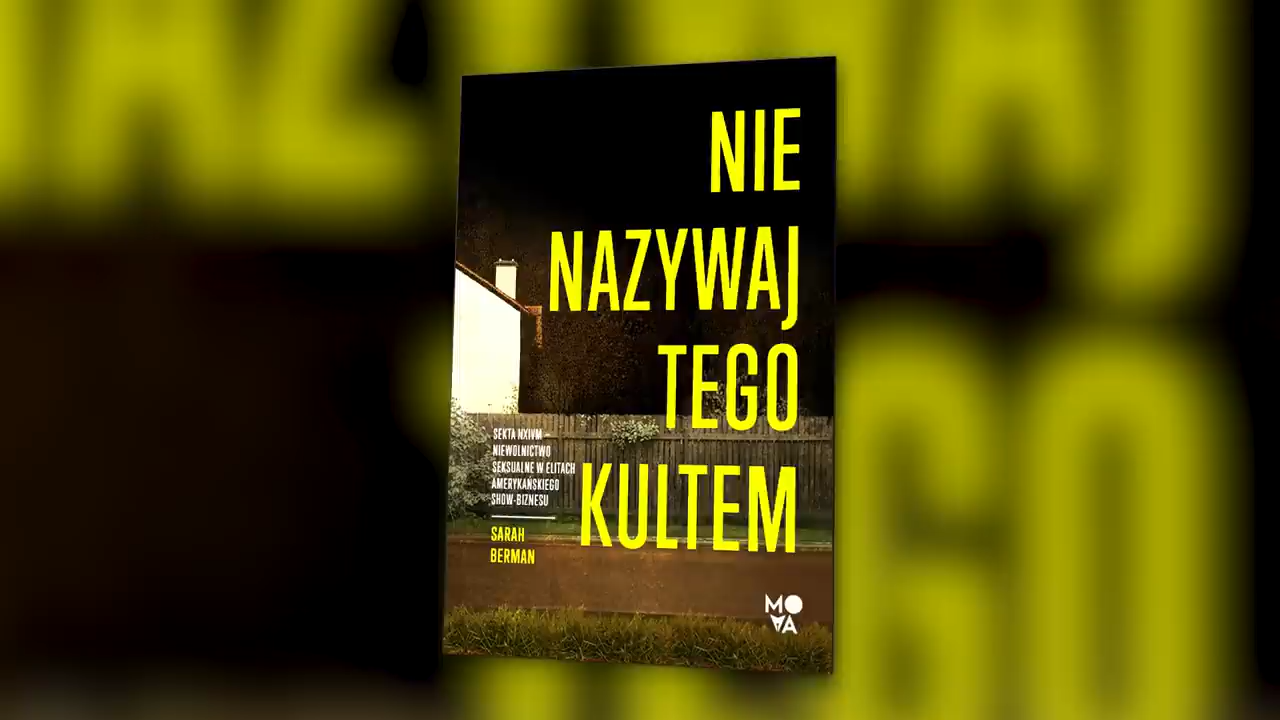 NIE
NAZYWAJ
TEGO
KULTEM
SEKTA NXIVM –
NIEWOLNICTWO
SEKSUALNE W ELITACH
AMERYKAŃSKIEGO
SHOW-BIZNESU
SARAH
BERMAN
MO
VA